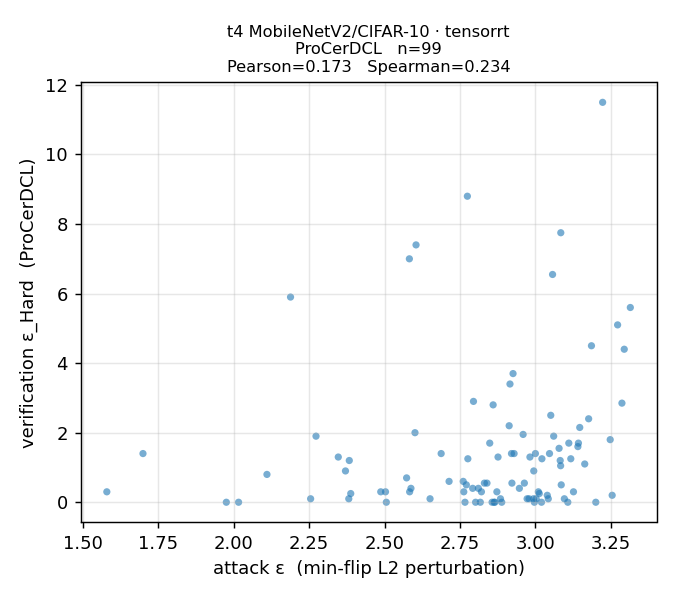 t4 MobileNetV2/CIFAR-10 · tensorrt
ProCerDCL n=99
Pearson=0.173 Spearman=0.234
12
10
8
6
4
2
0
verification ε_Hard (ProCerDCL)
1.50 1.75 2.00 2.25 2.50 2.75 3.00 3.25
attack ε (min-flip L2 perturbation)